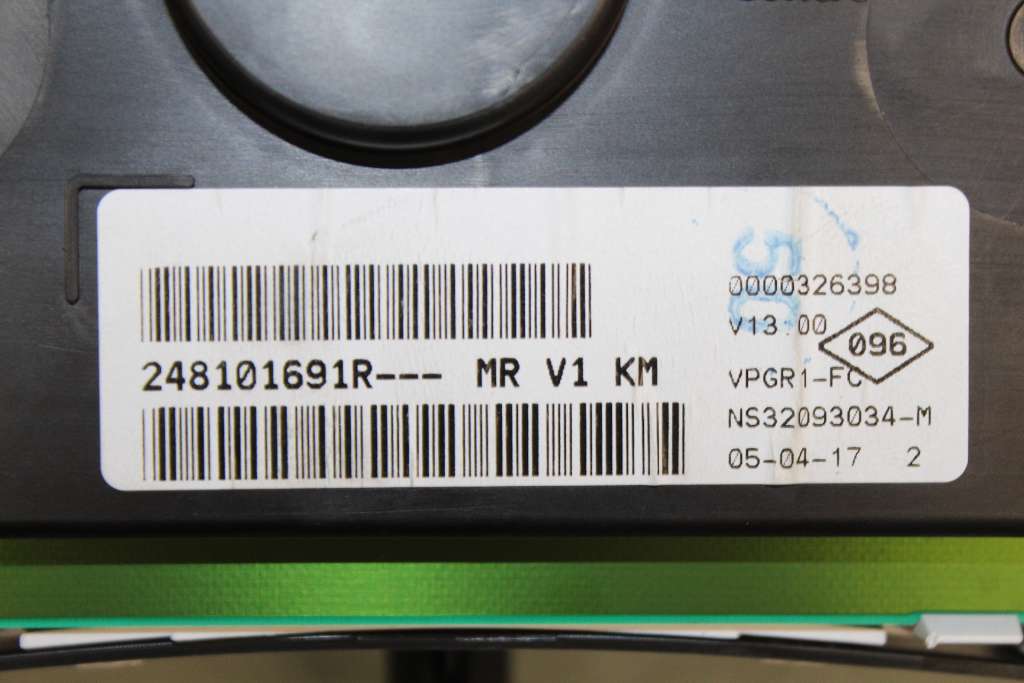 248101691R--- MR V1 KM
0000326398
V13.00
096
VPGR1-FC
NS32093034-M
05-04-17 2